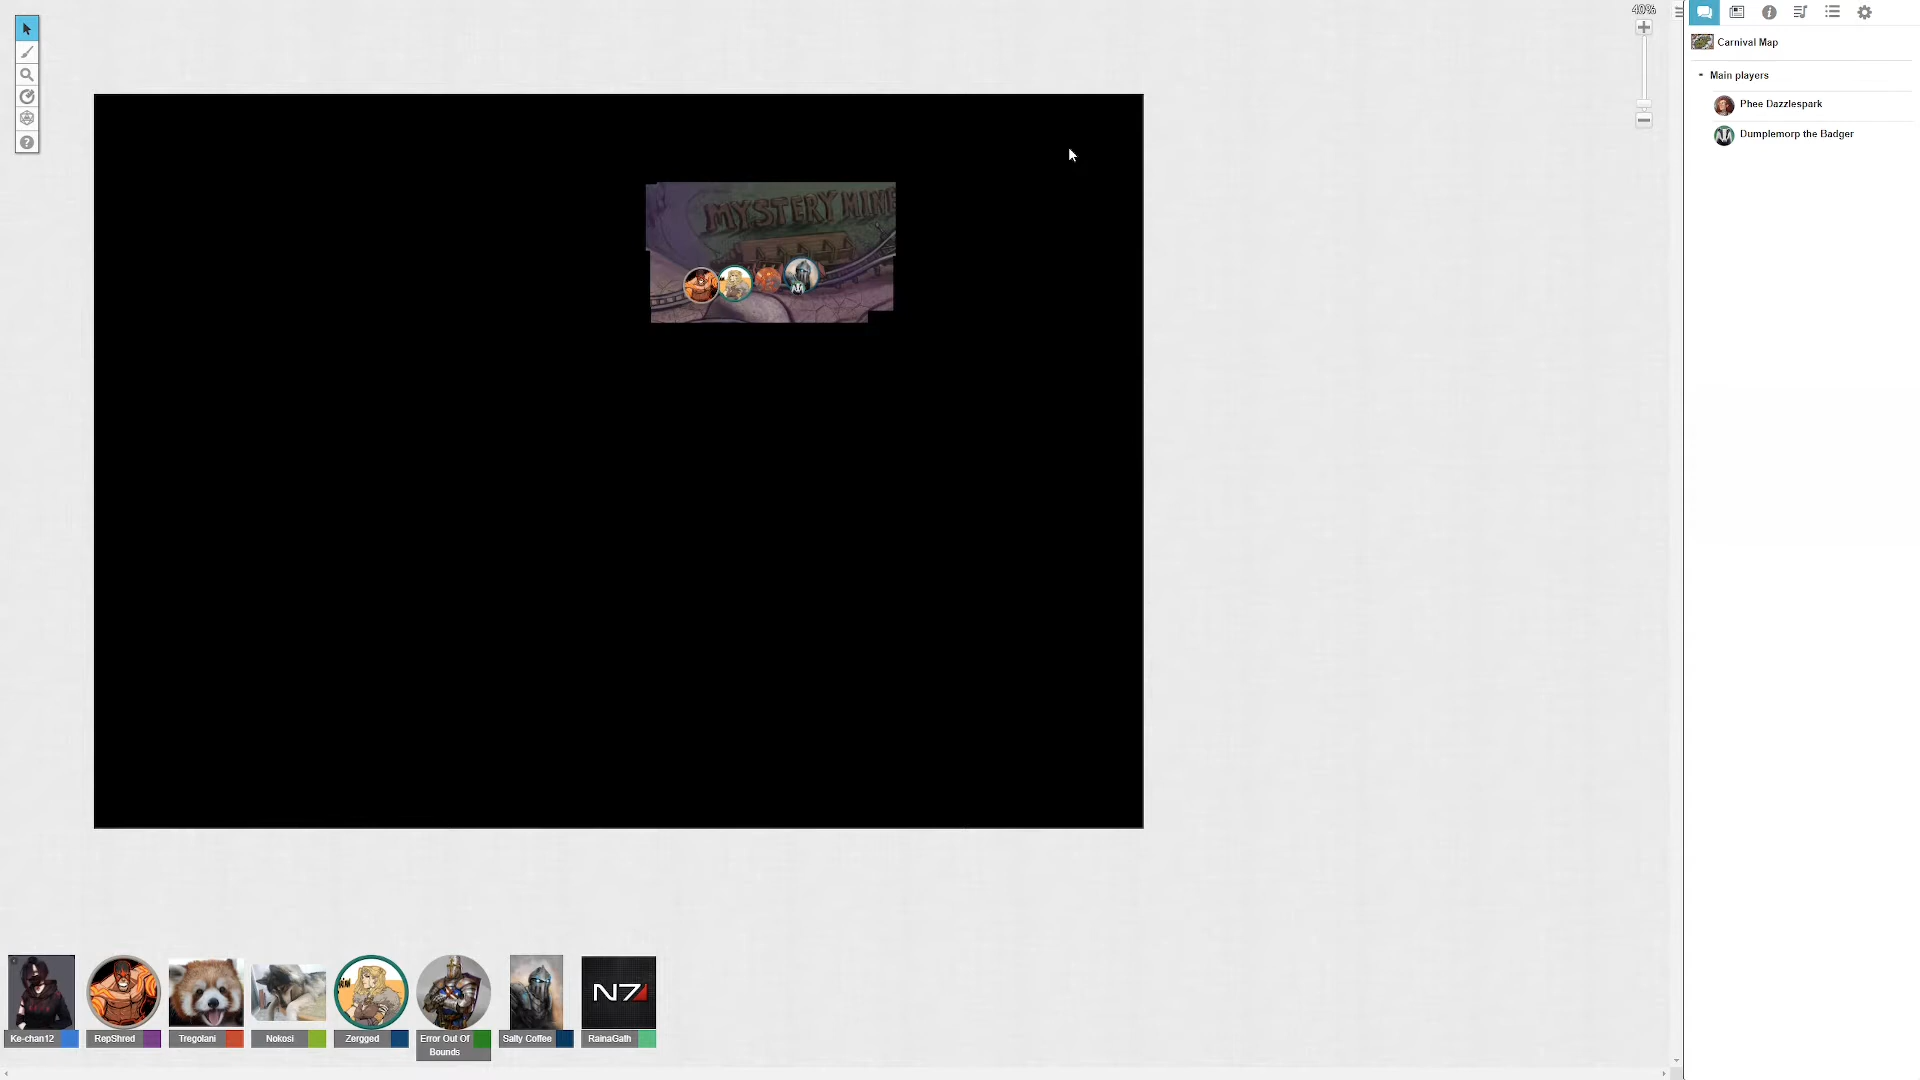 40%
Carnival Map
Main players
Phee Dazzlespark
Dumplemorp the Badger
MYSTERY MINE
N7
Ke-chan12
RepShred
Tregolani
Nokosi
Zergged
Error Out Of
Bounds
Salty Coffee
RainaGath